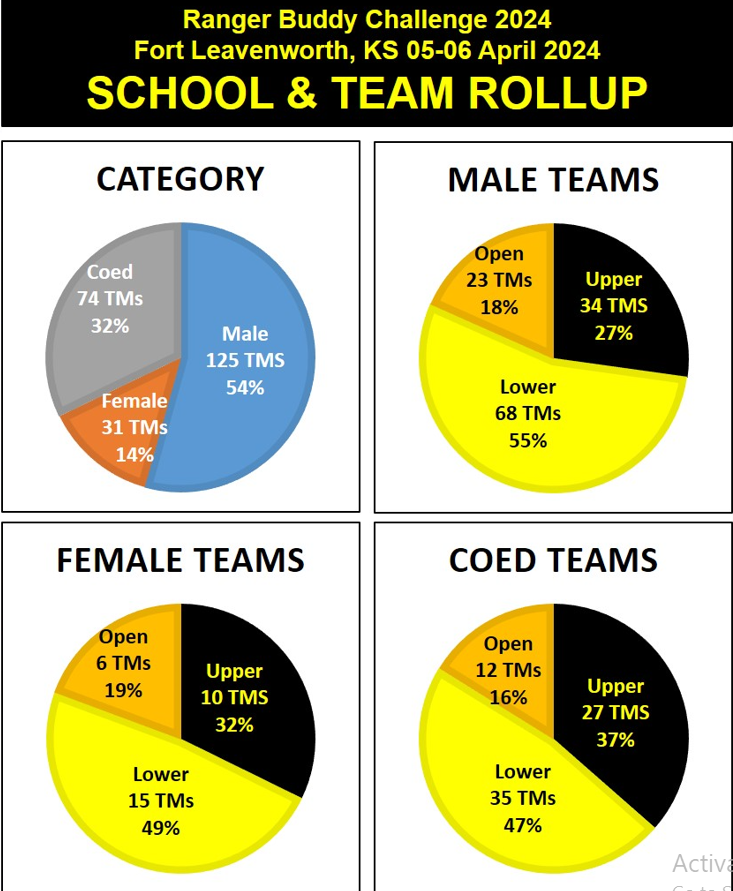 Ranger Buddy Challenge 2024
Fort Leavenworth, KS 05-06 April 2024
SCHOOL & TEAM ROLLUP
CATEGORY
Coed
74 TMs
32%
Male
125 TMS
54%
Female
31 TMs
14%
MALE TEAMS
Open
23 TMs
18%
Upper
34 TMS
27%
Lower
68 TMs
55%
FEMALE TEAMS
Open
6 TMs
19%
Upper
10 TMS
32%
Lower
15 TMs
49%
COED TEAMS
Open
12 TMs
16%
Upper
27 TMS
37%
Lower
35 TMs
47%